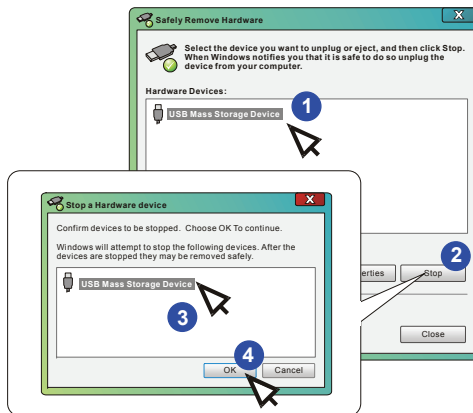 Safely Remove Hardware
X
Select the device you want to unplug or eject, and then click Stop.
When Windows notifies you that it is safe to do so unplug the
device from your computer.
Hardware Devices:
USB Mass Storage Device
1
2
erties
Stop
Close
Stop a Hardware device
X
Confirm devices to be stopped. Choose OK To continue.
Windows will attempt to stop the following devices. After the
devices are stopped they may be removed safely.
USB Mass Storage Device
3
4
OK
Cancel